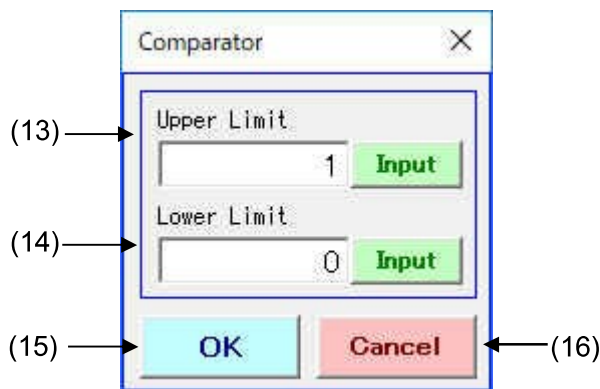 Comparator
(13)
Upper Limit
1 Input
(14)
Lower Limit
0 Input
(15)
OK
Cancel
(16)